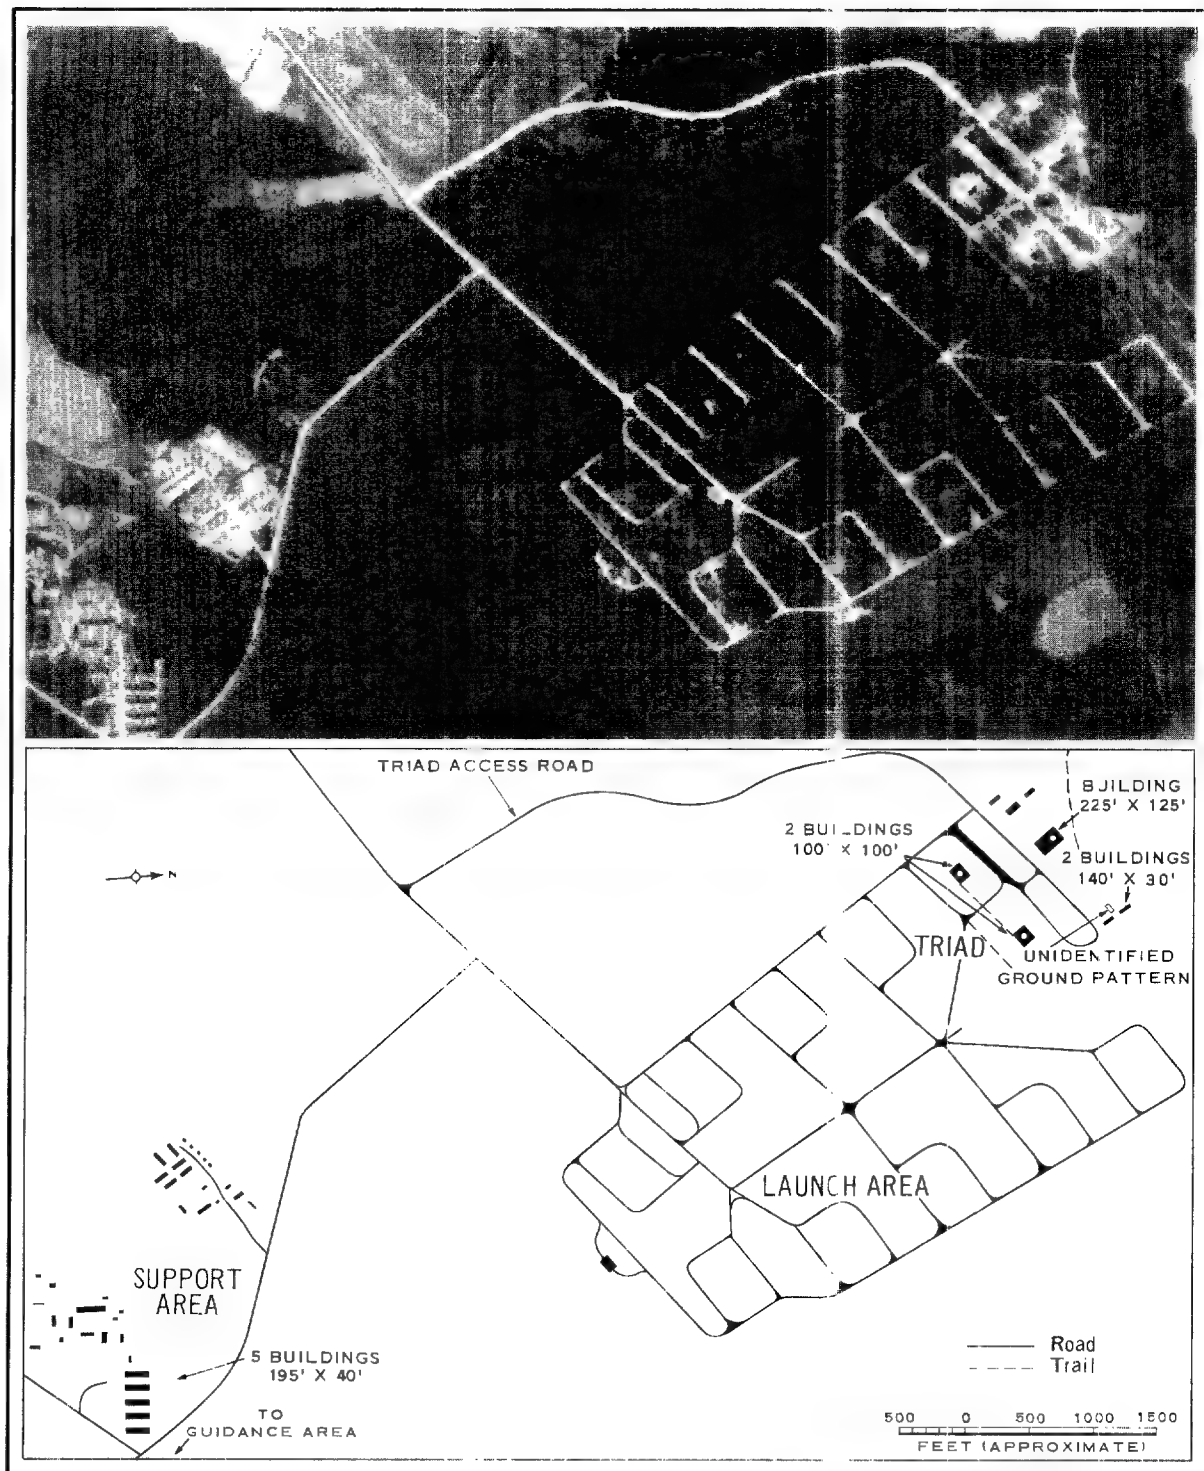 TRIAD ACCESS ROAD
BUILDING
225' X 125'
2 BUILDINGS
100' X 100'
2 BUILDINGS
140' X 30'
N
TRIAD
UNIDENTIFIED
GROUND PATTERN
LAUNCH AREA
SUPPORT
AREA
5 BUILDINGS
195' X 40'
TO
GUIDANCE AREA
Road
Trail
500 0 500 1000 1500
FEET (APPROXIMATE)